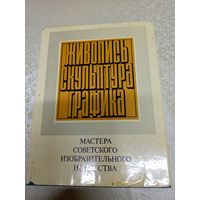 ЖИВОПИСЬ
СКУЛЬПТУРА
ГРАФИКА
МАСТЕРА
СОВЕТСКОГО
ИЗОБРАЗИТЕЛЬНОГО
ИСКУССТВА